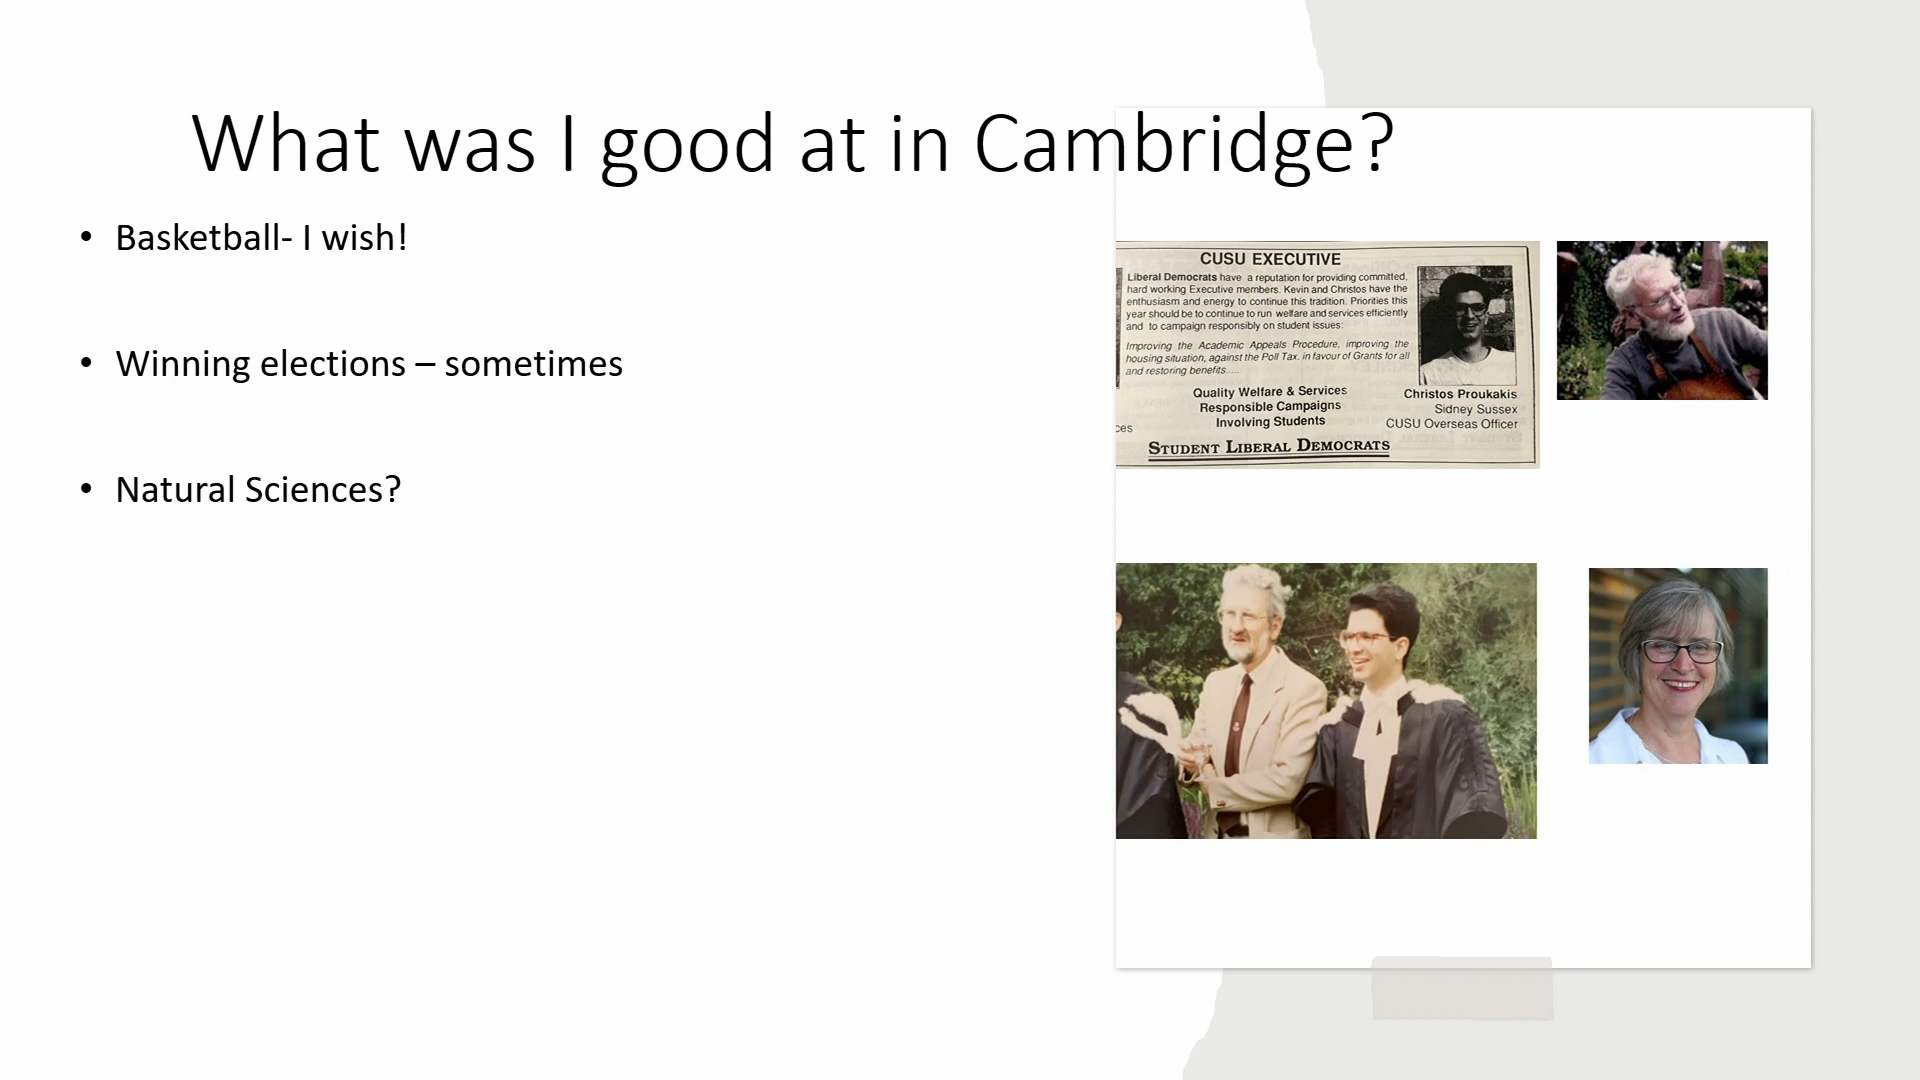 What was I good at in Cambridge?
• Basketball- I wish!
• Winning elections – sometimes
• Natural Sciences?
CUSU EXECUTIVE
Liberal Democrats have a reputation for providing committed,
hard working Executive members. Kevin and Christos have the
enthusiasm and energy to continue this tradition. Priorities this
year should be to continue to run welfare and services efficiently
and to campaign responsibly on student issues:
Improving the Academic Appeals Procedure, improving the
housing situation, against the Poll Tax, in favour of Grants for all
and restoring benefits.....
Quality Welfare & Services
Responsible Campaigns
Involving Students
Christos Proukakis
Sidney Sussex
CUSU Overseas Officer
ces
STUDENT LIBERAL DEMOCRATS